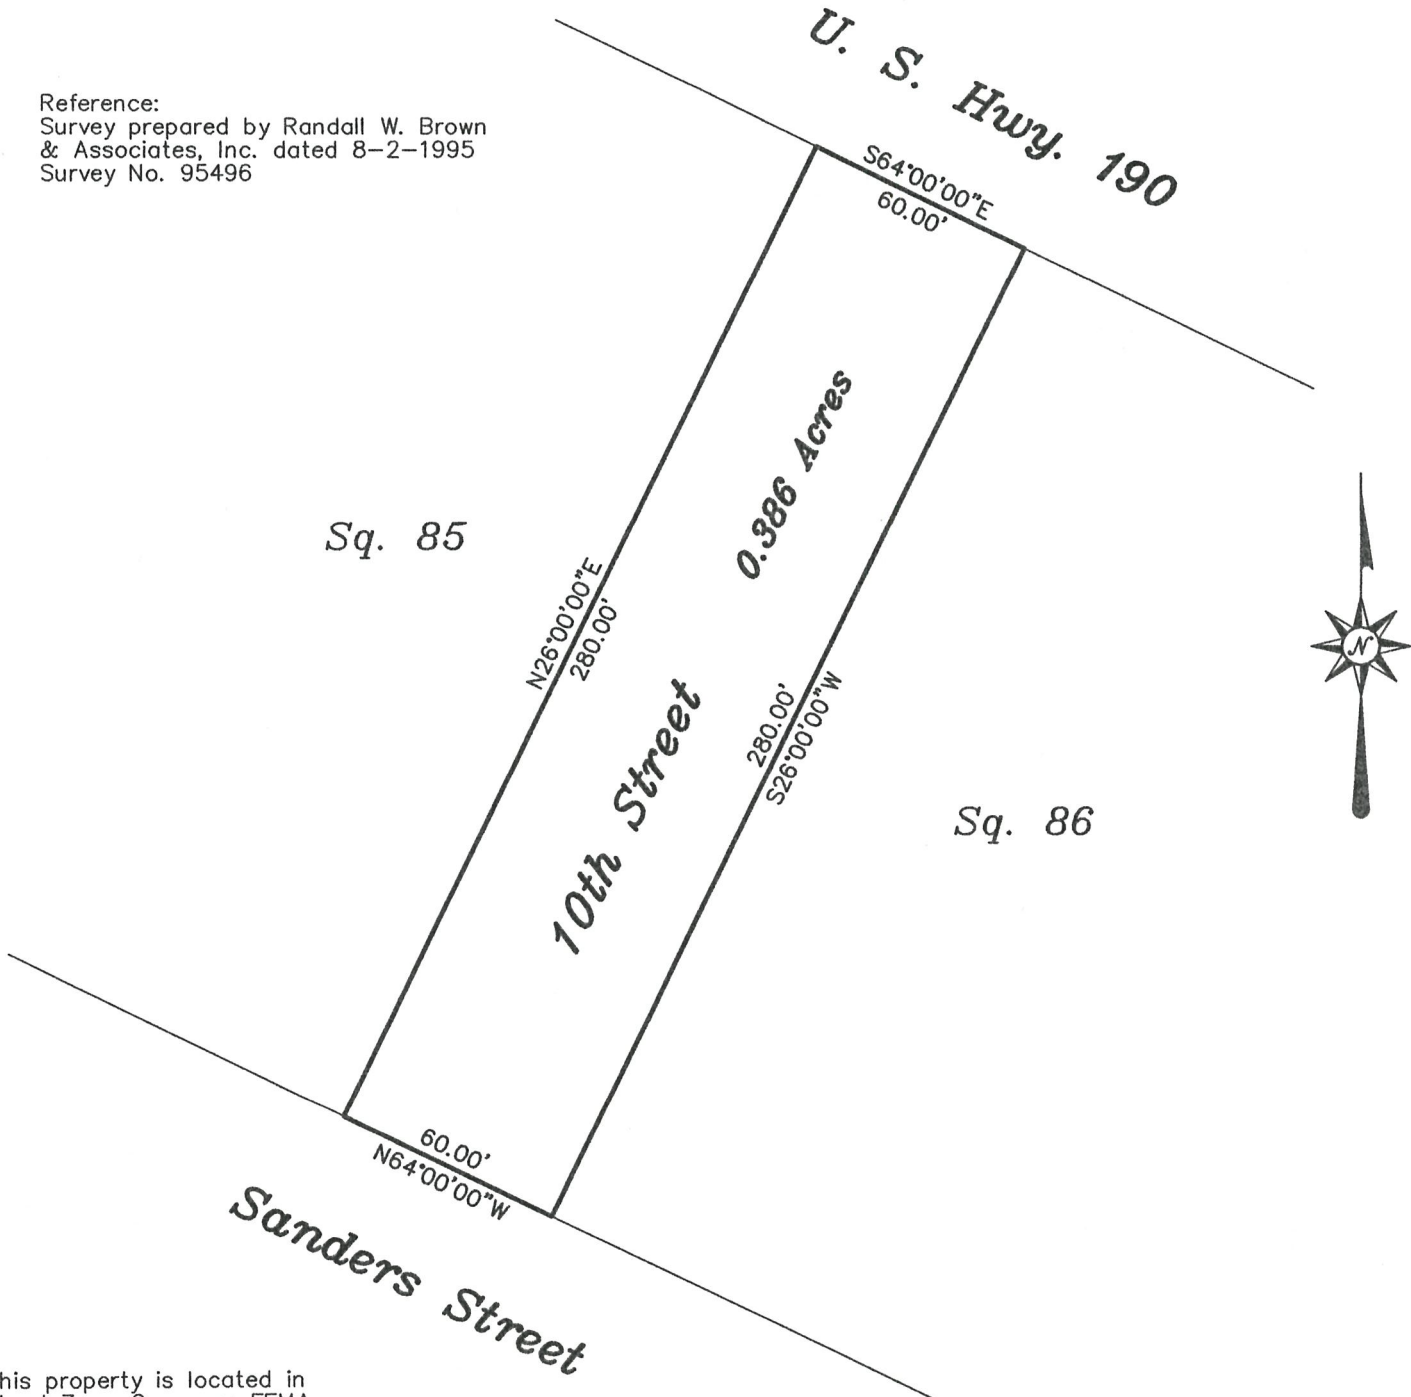 U. S. Hwy. 190
Reference:
Survey prepared by Randall W. Brown
& Associates, Inc. dated 8-2-1995
Survey No. 95496
S64°00'00"E
60.00'
0.386 Acres
Sq. 85
N26°00'00"E
280.00'
N
280.00'
S26°00'00"W
10th Street
Sq. 86
60.00'
N64°00'00"W
Sanders Street
his property is located in
FEMA